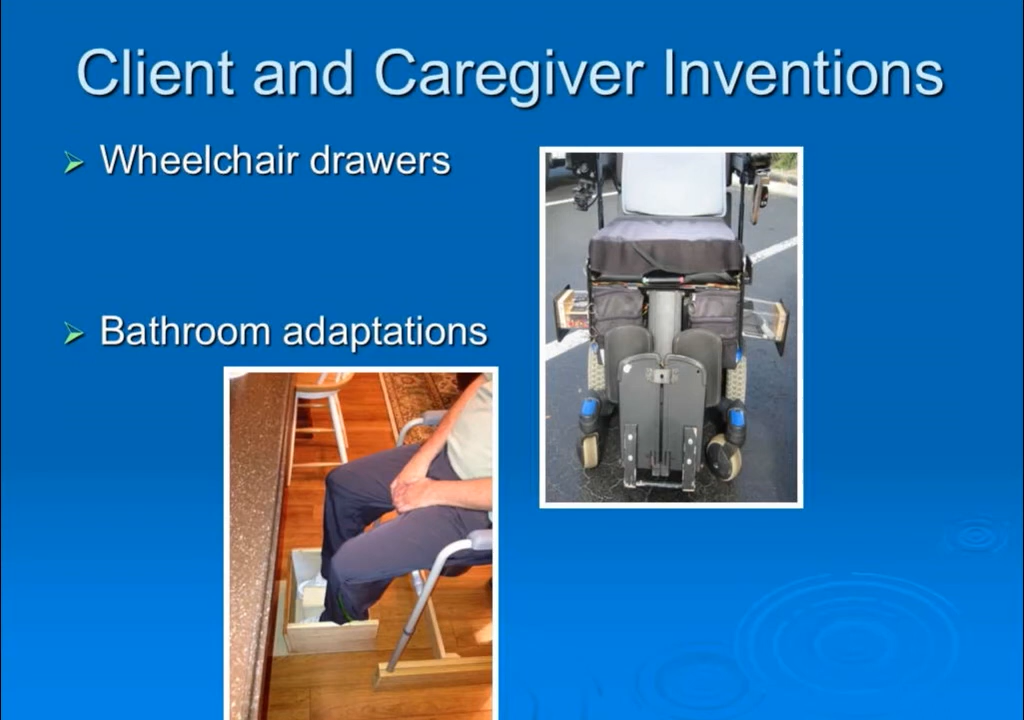 Client and Caregiver Inventions
Wheelchair drawers
Bathroom adaptations